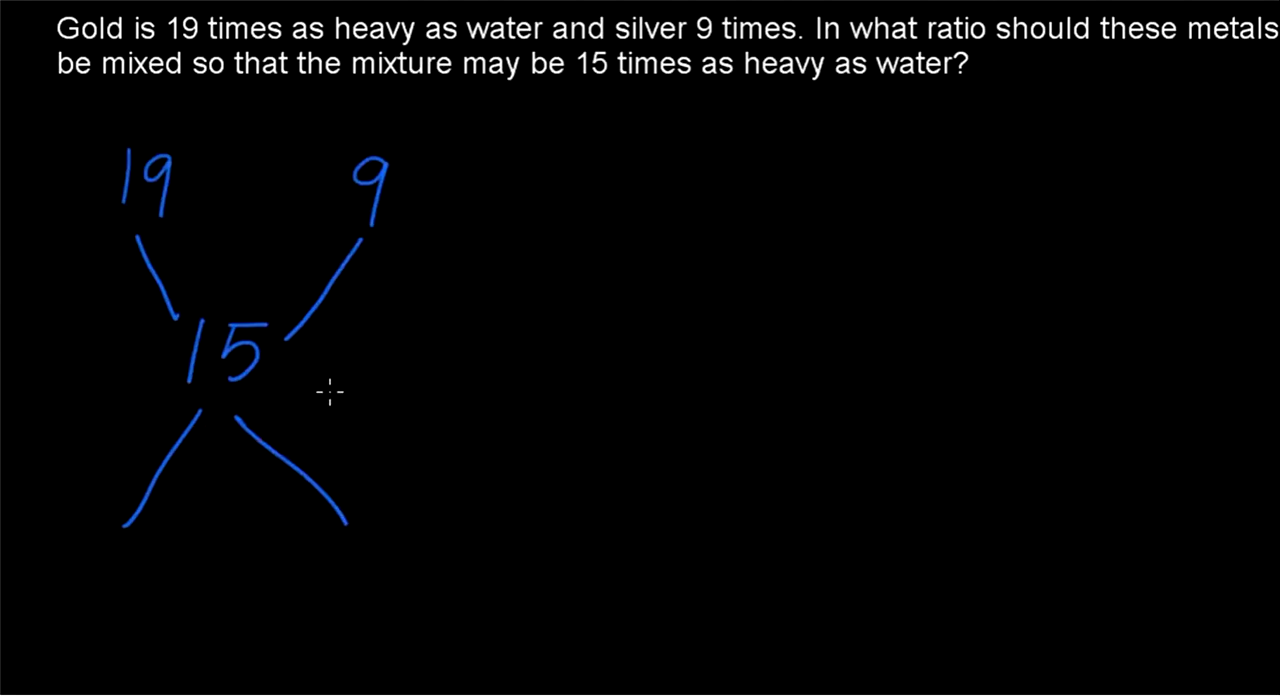 Gold is 19 times as heavy as water and silver 9 times. In what ratio should these metals
be mixed so that the mixture may be 15 times as heavy as water?
19 9
15